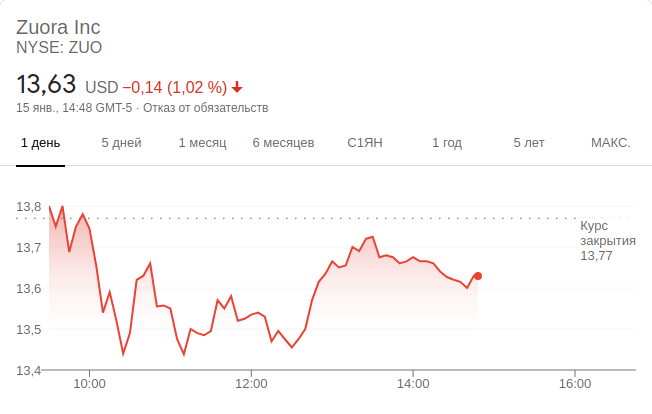 Zuora Inc
NYSE: ZUO
13,63 USD −0,14 (1,02 %)
15 янв., 14:48 GMT-5 · Отказ от обязательств
1 день 5 дней 1 месяц 6 месяцев С1ЯН 1 год 5 лет МАКС.
13,8
Курс
закрытия
13,77
13,7
13,6
13,5
13,4
10:00 12:00 14:00 16:00